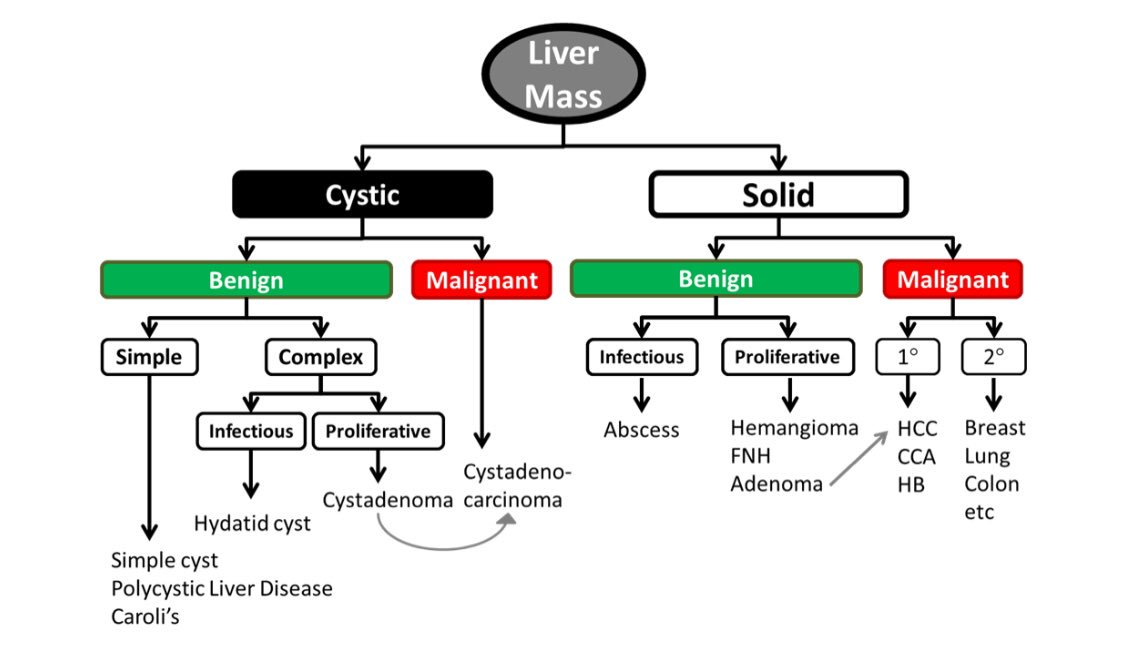 Liver
Mass
Cystic
Solid
Benign
Malignant
Benign
Malignant
Simple
Complex
Infectious
Proliferative
1°
2°
Infectious
Proliferative
Abscess
Hemangioma
FNH
Adenoma
HCC
CCA
HB
Breast
Lung
Colon
etc
Cystadeno-
carcinoma
Cystadenoma
Hydatid cyst
Simple cyst
Polycystic Liver Disease
Caroli's